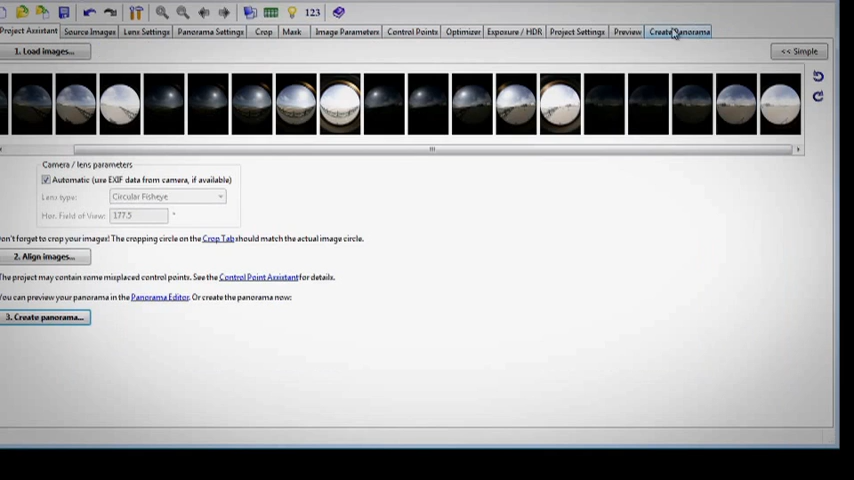 123
Project Assistant Source Images Lens Settings Panorama Settings Crop Mask Image Parameters Control Points Optimizer Exposure / HDR Project Settings Preview Create Panorama
1. Load images... << Simple
Camera / lens parameters
Automatic (use EXIF data from camera, if available)
Lens type: Circular Fisheye
Hor. Field of View: 177.5 °
on't forget to crop your images! The cropping circle on the Crop Tab should match the actual image circle.
2. Align images...
The project may contain some misplaced control points. See the Control Point Assistant for details.
You can preview your panorama in the Panorama Editor. Or create the panorama now:
3. Create panorama...